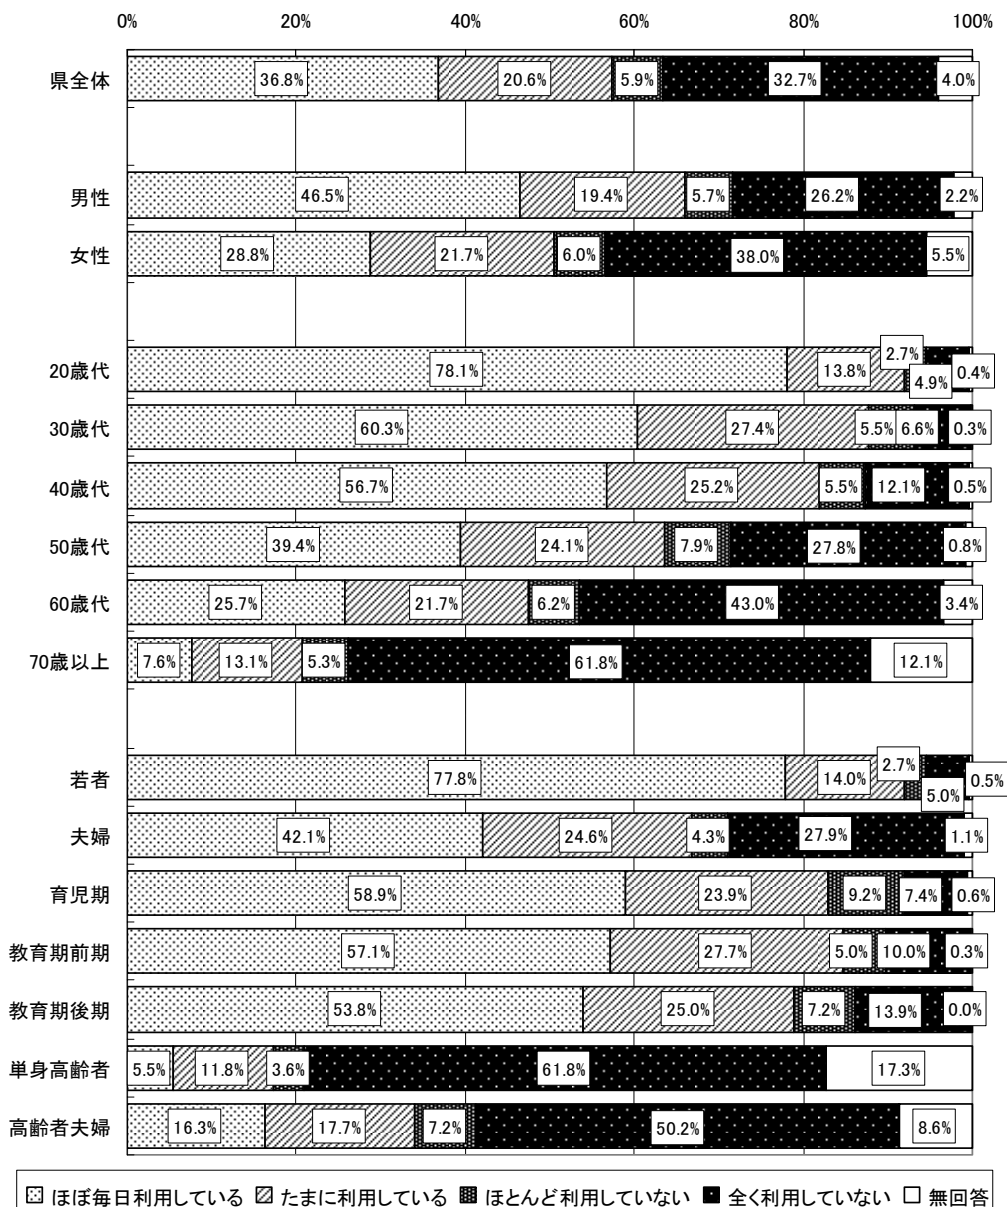 0% 20% 40% 60% 80% 100%
県全体 36.8% 20.6% 5.9% 32.7% 4.0%
男性 46.5% 19.4% 5.7% 26.2% 2.2%
女性 28.8% 21.7% 6.0% 38.0% 5.5%
20歳代 78.1% 13.8% 2.7% 4.9% 0.4%
30歳代 60.3% 27.4% 5.5% 6.6% 0.3%
40歳代 56.7% 25.2% 5.5% 12.1% 0.5%
50歳代 39.4% 24.1% 7.9% 27.8% 0.8%
60歳代 25.7% 21.7% 6.2% 43.0% 3.4%
70歳以上 7.6% 13.1% 5.3% 61.8% 12.1%
若者 77.8% 14.0% 2.7% 5.0% 0.5%
夫婦 42.1% 24.6% 4.3% 27.9% 1.1%
育児期 58.9% 23.9% 9.2% 7.4% 0.6%
教育期前期 57.1% 27.7% 5.0% 10.0% 0.3%
教育期後期 53.8% 25.0% 7.2% 13.9% 0.0%
単身高齢者 5.5% 11.8% 3.6% 61.8% 17.3%
高齢者夫婦 16.3% 17.7% 7.2% 50.2% 8.6%
ほぼ毎日利用している たまに利用している ほとんど利用していない 全く利用していない 無回答